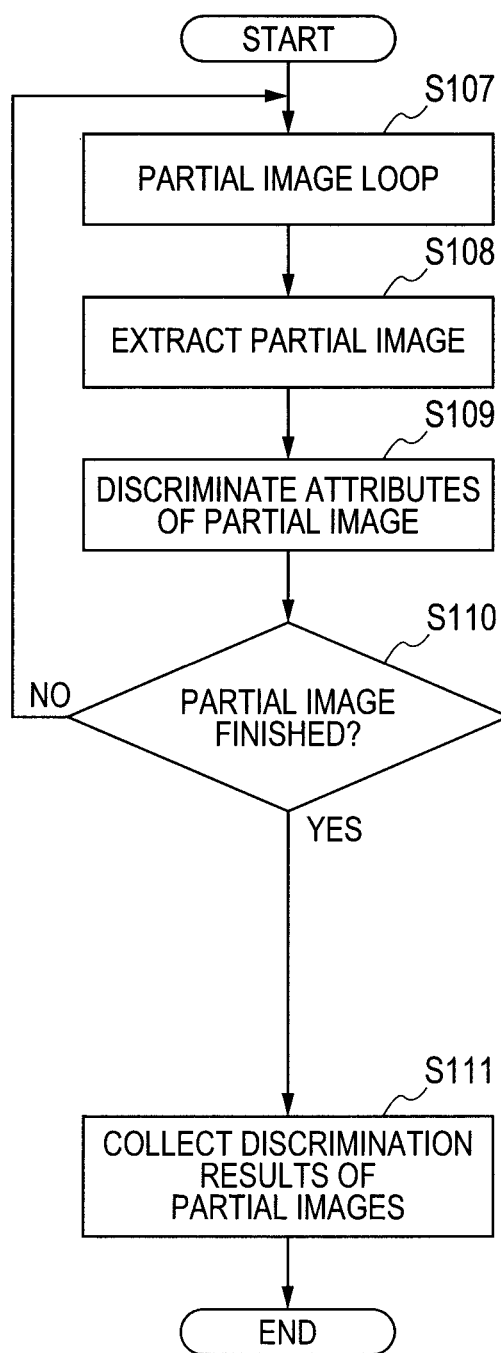 START
S107
PARTIAL IMAGE LOOP
S108
EXTRACT PARTIAL IMAGE
S109
DISCRIMINATE ATTRIBUTES
OF PARTIAL IMAGE
S110
PARTIAL IMAGE
FINISHED?
NO
YES
S111
COLLECT DISCRIMINATION
RESULTS OF
PARTIAL IMAGES
END